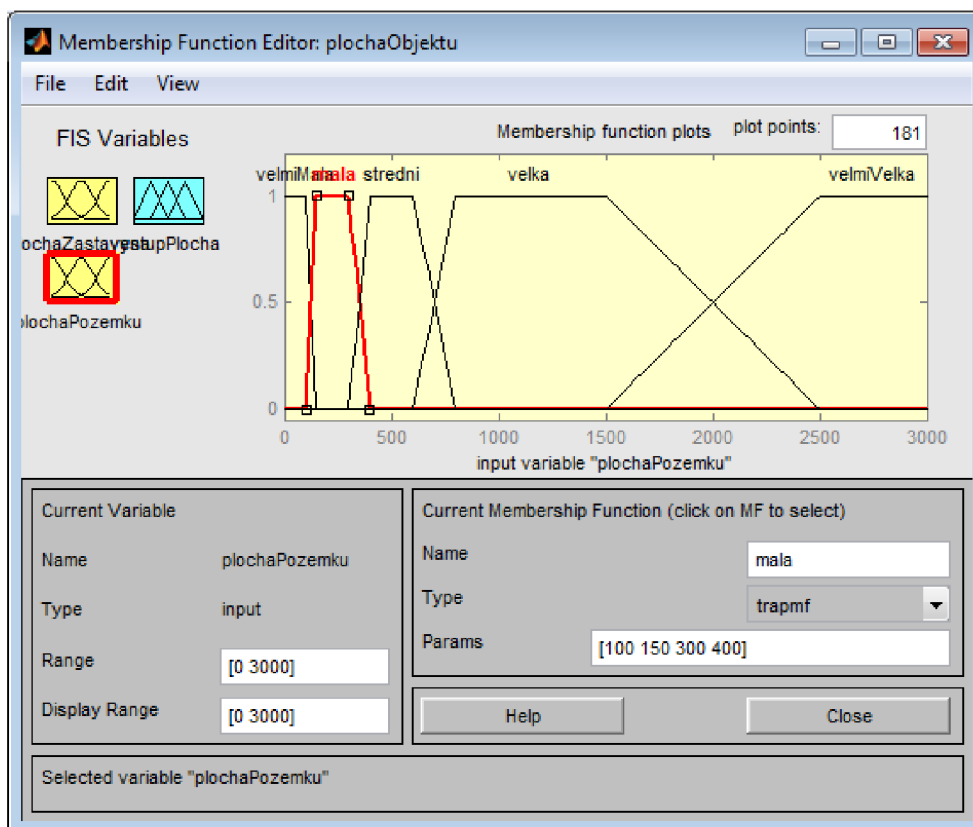 Membership Function Editor: plochaObjektu
File Edit View
FIS Variables
Membership function plots plot points: 181
velmiMala mala stredni velka velmiVelka
1
0.5
0
0 500 1000 1500 2000 2500 3000
input variable "plochaPozemku"
lochaPozemku
Current Variable
Name plochaPozemku
Type input
Range [0 3000]
Display Range [0 3000]
Current Membership Function (click on MF to select)
Name mala
Type trapmf
Params [100 150 300 400]
Help Close
Selected variable "plochaPozemku"